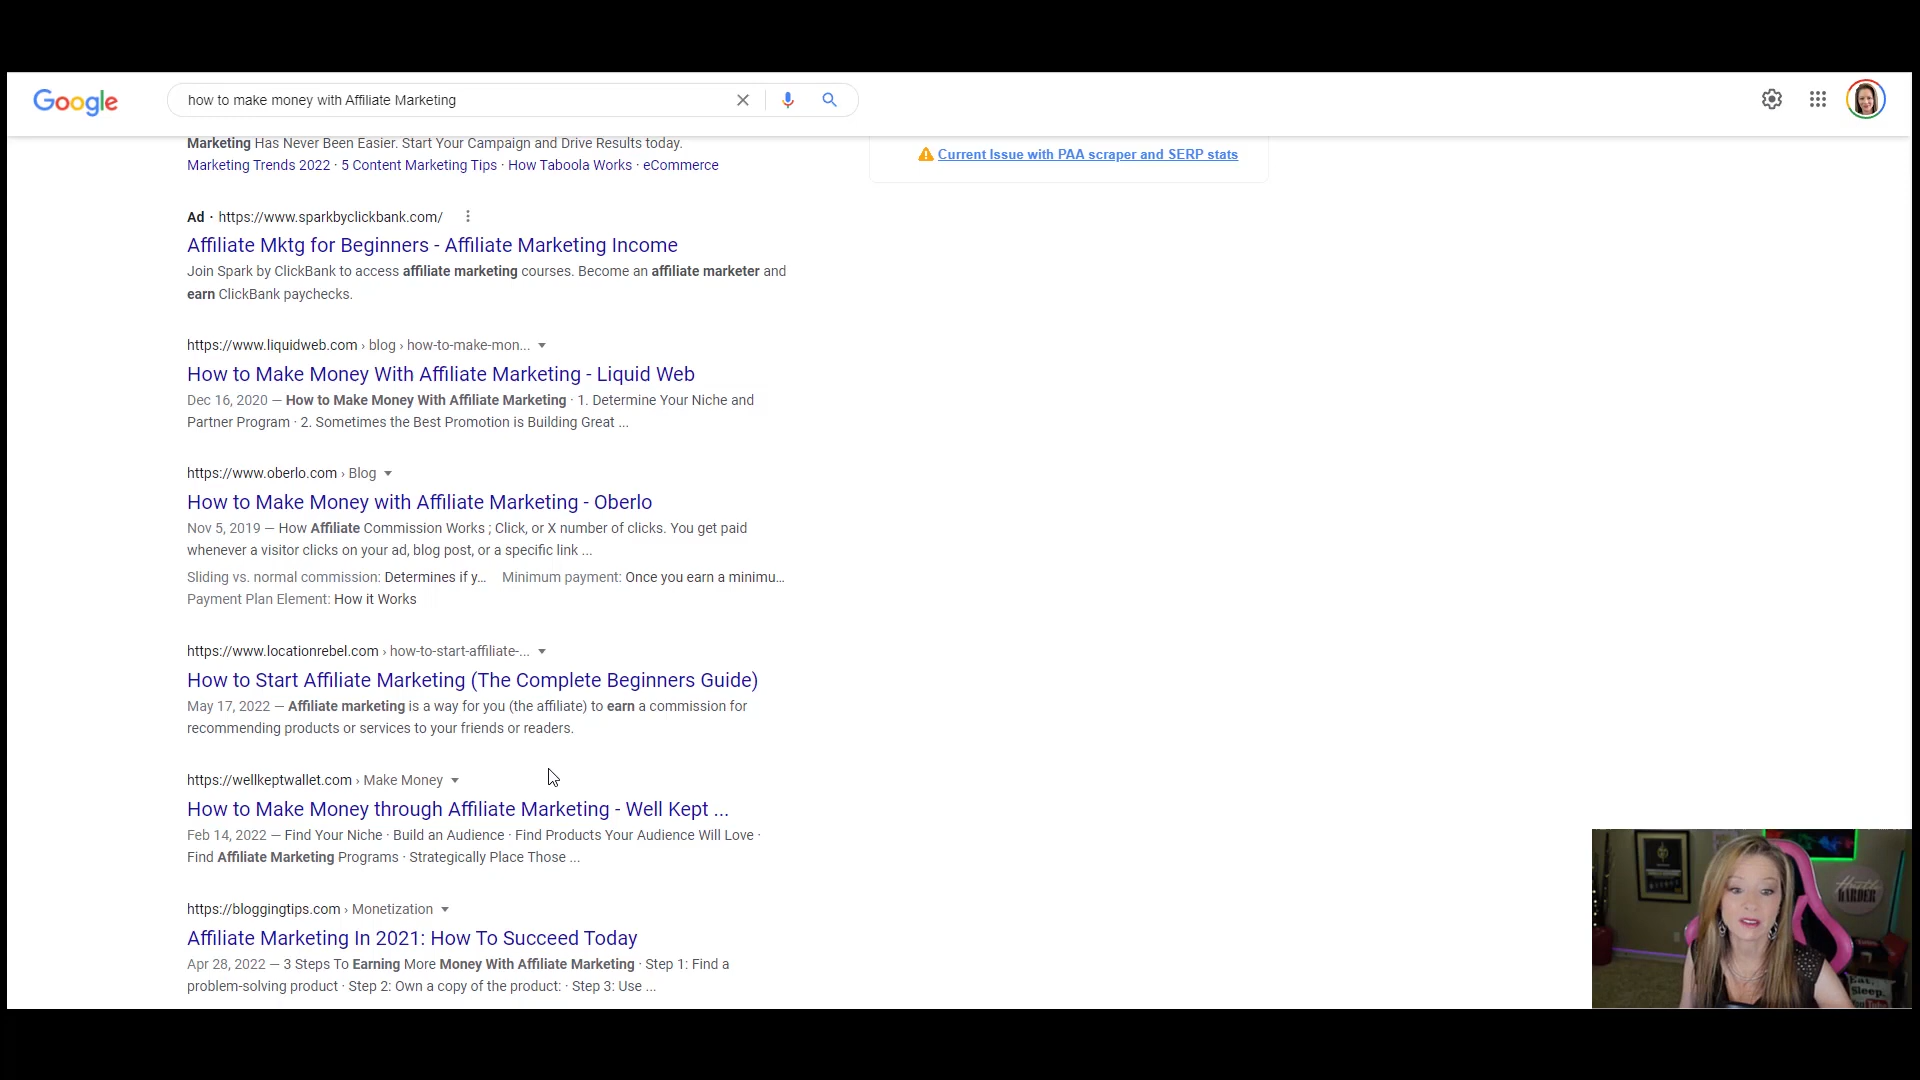 Google
how to make money with Affiliate Marketing
Marketing Has Never Been Easier. Start Your Campaign and Drive Results today.
Marketing Trends 2022 · 5 Content Marketing Tips · How Taboola Works · eCommerce
Current Issue with PAA scraper and SERP stats
Ad · https://www.sparkbyclickbank.com/
Affiliate Mktg for Beginners - Affiliate Marketing Income
Join Spark by ClickBank to access affiliate marketing courses. Become an affiliate marketer and
earn ClickBank paychecks.
https://www.liquidweb.com › blog › how-to-make-mon...
How to Make Money With Affiliate Marketing - Liquid Web
Dec 16, 2020 — How to Make Money With Affiliate Marketing · 1. Determine Your Niche and
Partner Program · 2. Sometimes the Best Promotion is Building Great ...
https://www.oberlo.com › Blog
How to Make Money with Affiliate Marketing - Oberlo
Nov 5, 2019 — How Affiliate Commission Works ; Click, or X number of clicks. You get paid
whenever a visitor clicks on your ad, blog post, or a specific link ...
Sliding vs. normal commission: Determines if y... Minimum payment: Once you earn a minimu...
Payment Plan Element: How it Works
https://www.locationrebel.com › how-to-start-affiliate-...
How to Start Affiliate Marketing (The Complete Beginners Guide)
May 17, 2022 — Affiliate marketing is a way for you (the affiliate) to earn a commission for
recommending products or services to your friends or readers.
https://wellkeptwallet.com › Make Money
How to Make Money through Affiliate Marketing - Well Kept ...
Feb 14, 2022 — Find Your Niche · Build an Audience · Find Products Your Audience Will Love ·
Find Affiliate Marketing Programs · Strategically Place Those ...
https://bloggingtips.com › Monetization
Affiliate Marketing In 2021: How To Succeed Today
Apr 28, 2022 — 3 Steps To Earning More Money With Affiliate Marketing · Step 1: Find a
problem-solving product · Step 2: Own a copy of the product: · Step 3: Use ...
HARDER
Eat,
Sleep,